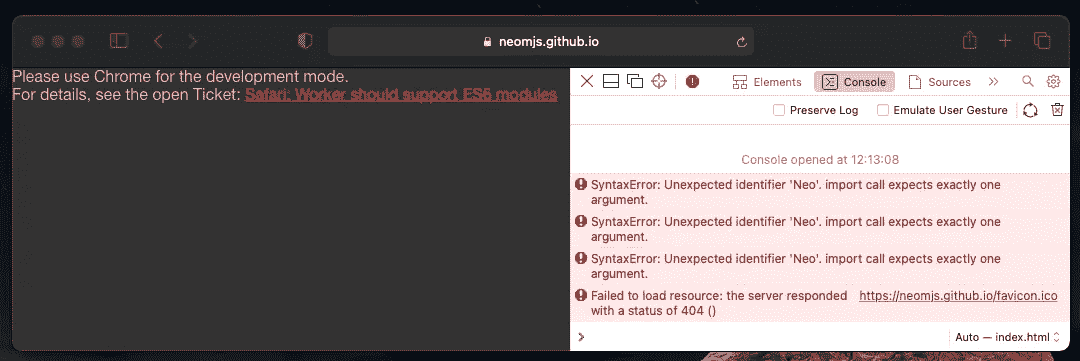 neomjs.github.io
Please use Chrome for the development mode.
For details, see the open Ticket: Safari: Worker should support ES6 modules
Elements
Console
Sources
Preserve Log
Emulate User Gesture
Console opened at 12:13:08
SyntaxError: Unexpected identifier 'Neo'. import call expects exactly one
argument.
SyntaxError: Unexpected identifier 'Neo'. import call expects exactly one
argument.
SyntaxError: Unexpected identifier 'Neo'. import call expects exactly one
argument.
Failed to load resource: the server responded https://neomjs.github.io/favicon.ico
with a status of 404 ()
Auto — index.html